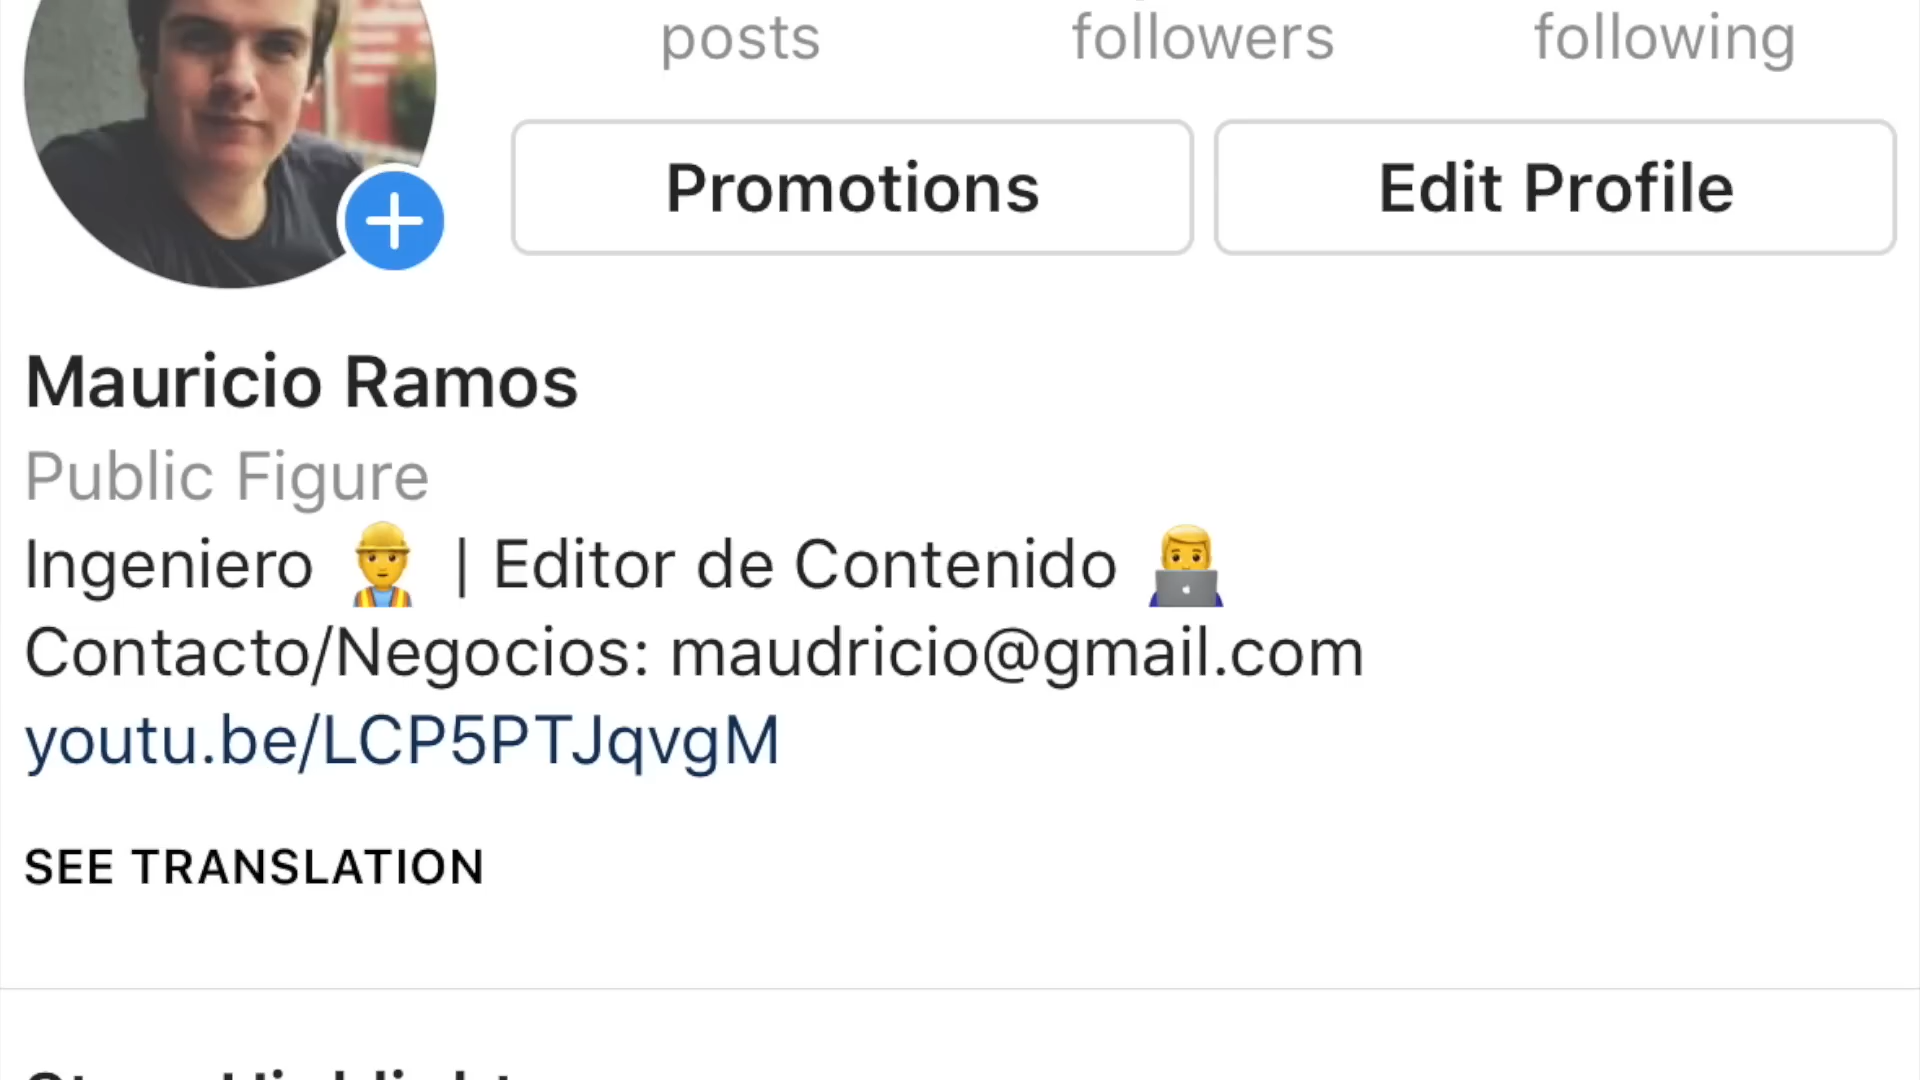 posts followers following
Promotions Edit Profile
Mauricio Ramos
Public Figure
Ingeniero 👷‍♂️ | Editor de Contenido 👨‍💻
Contacto/Negocios: maudricio@gmail.com
youtu.be/LCP5PTJqvgM
SEE TRANSLATION